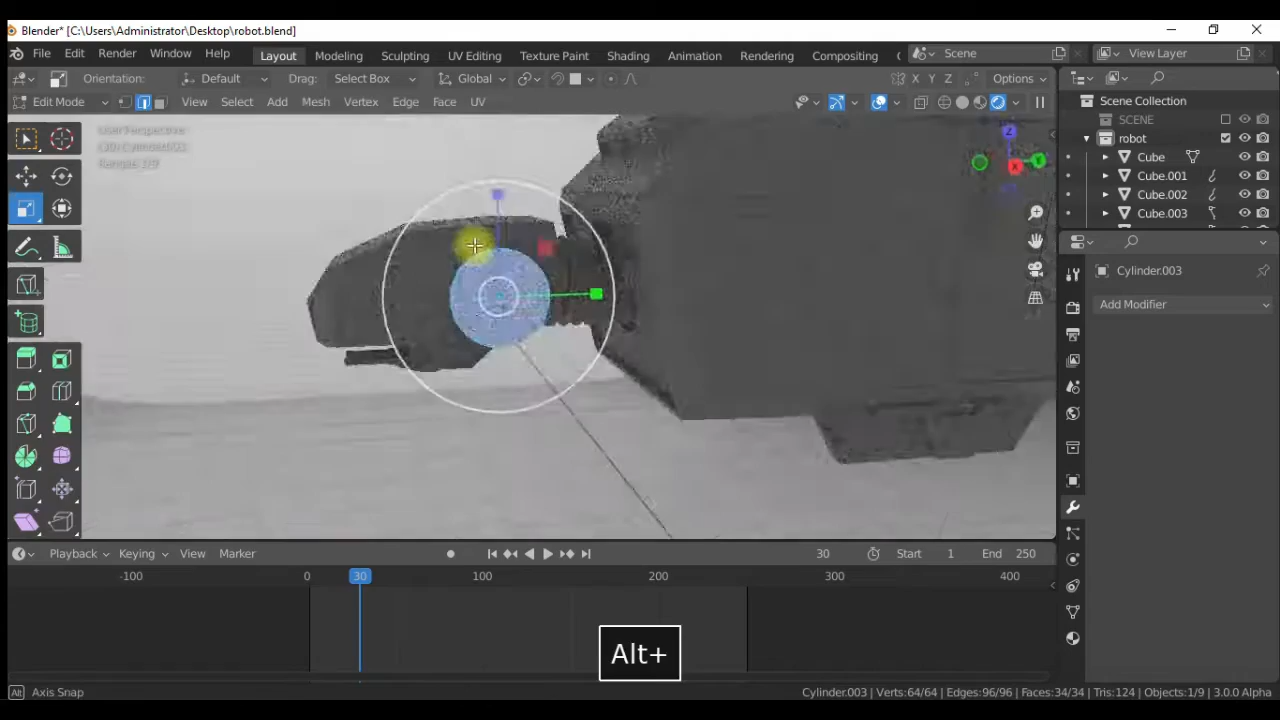 Blender* [C:\Users\Administrator\Desktop\robot.blend]
File Edit Render Window Help Layout Modeling Sculpting UV Editing Texture Paint Shading Animation Rendering Compositing Scene View Layer
Orientation: Default Drag: Select Box Global X Y Z Options
Edit Mode View Select Add Mesh Vertex Edge Face UV
User Perspective
Scene Collection
SCENE
robot
Cube
Cube.001
Cube.002
Cube.003
Z
X
Y
Cylinder.003
Add Modifier
Playback Keying View Marker 30 Start 1 End 250
-100 0 30 100 200 300 400
Alt+
Alt Axis Snap Cylinder.003 | Verts:64/64 | Edges:96/96 | Faces:34/34 | Tris:124 | Objects:1/9 | 3.0.0 Alpha